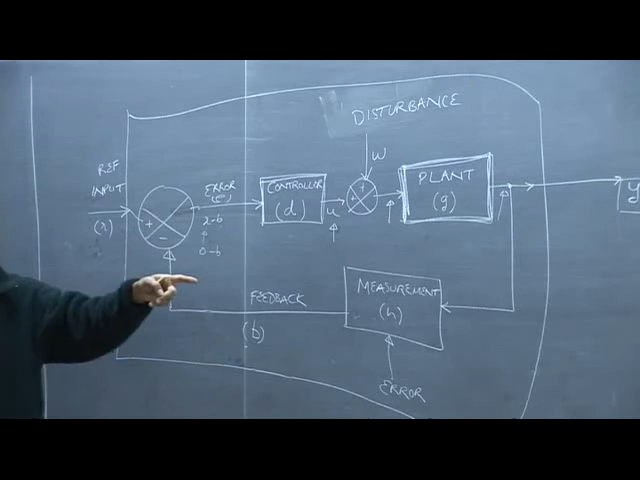 DISTURBANCE
W
REF
INPUT
(r)
+
−
ERROR
(e)
r-b
0-b
CONTROLLER
(d)
u
+
+
PLANT
(g)
y
FEEDBACK
(b)
MEASUREMENT
(h)
ERROR